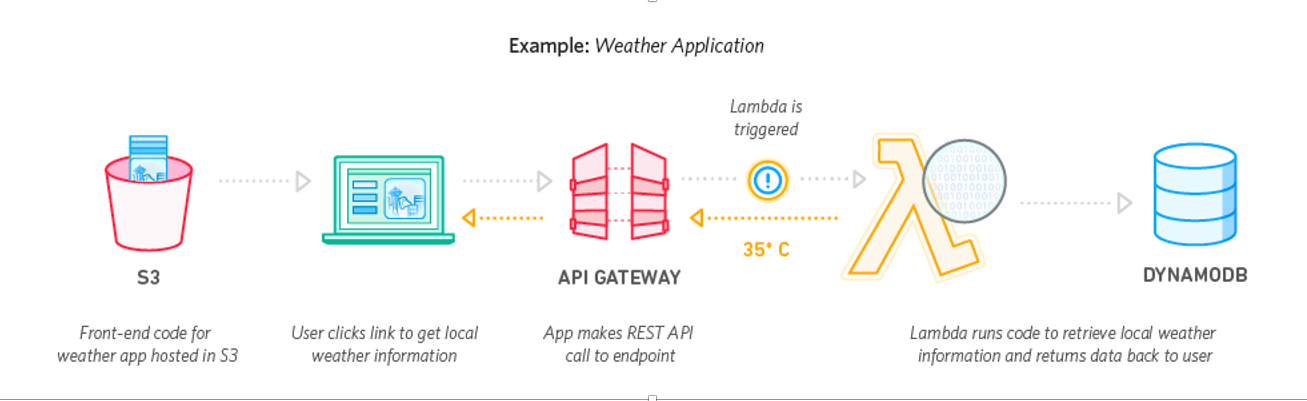 Example: Weather Application
Lambda is
triggered
35° C
S3
API GATEWAY
DYNAMODB
Front-end code for
weather app hosted in S3
User clicks link to get local
weather information
App makes REST API
call to endpoint
Lambda runs code to retrieve local weather
information and returns data back to user